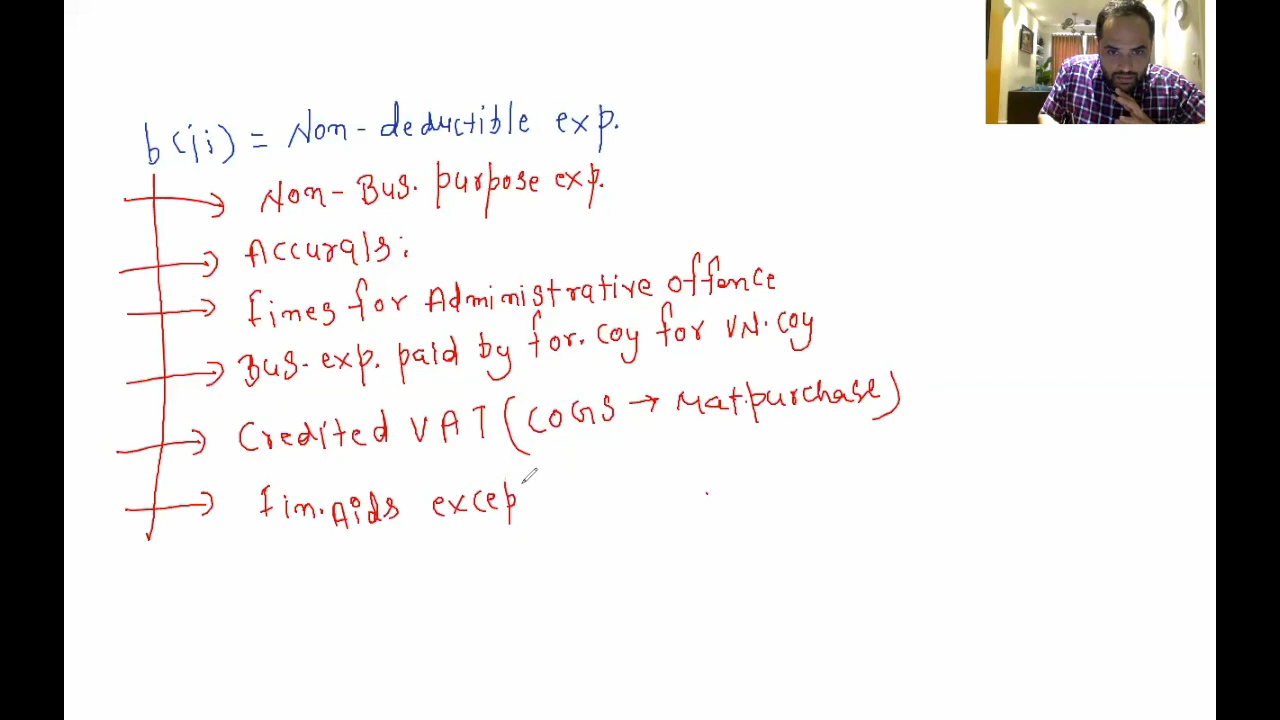 b(ii) = Non-deductible exp.
Non-Bus. purpose exp.
Accurals:
Fines for Administrative offence
Bus. exp. paid by for. coy for VN. coy
Credited VAT (COGS → Mat. purchase)
Fin. Aids excep